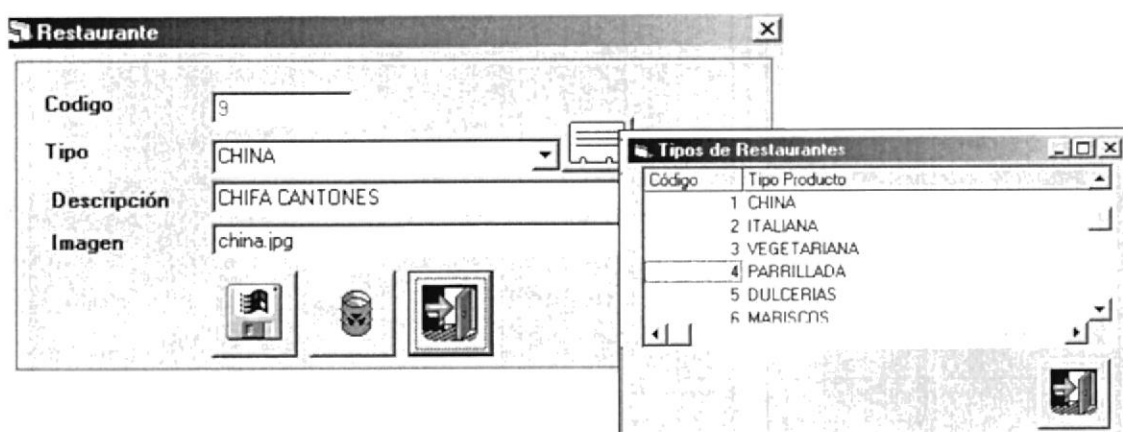 Restaurante
Codigo
9
Tipo
CHINA
Descripción
CHIFA CANTONES
Imagen
china.jpg
Tipos de Restaurantes
Código Tipo Producto
1 CHINA
2 ITALIANA
3 VEGETARIANA
4 PARRILLADA
5 DULCERIAS
6 MARISCOS